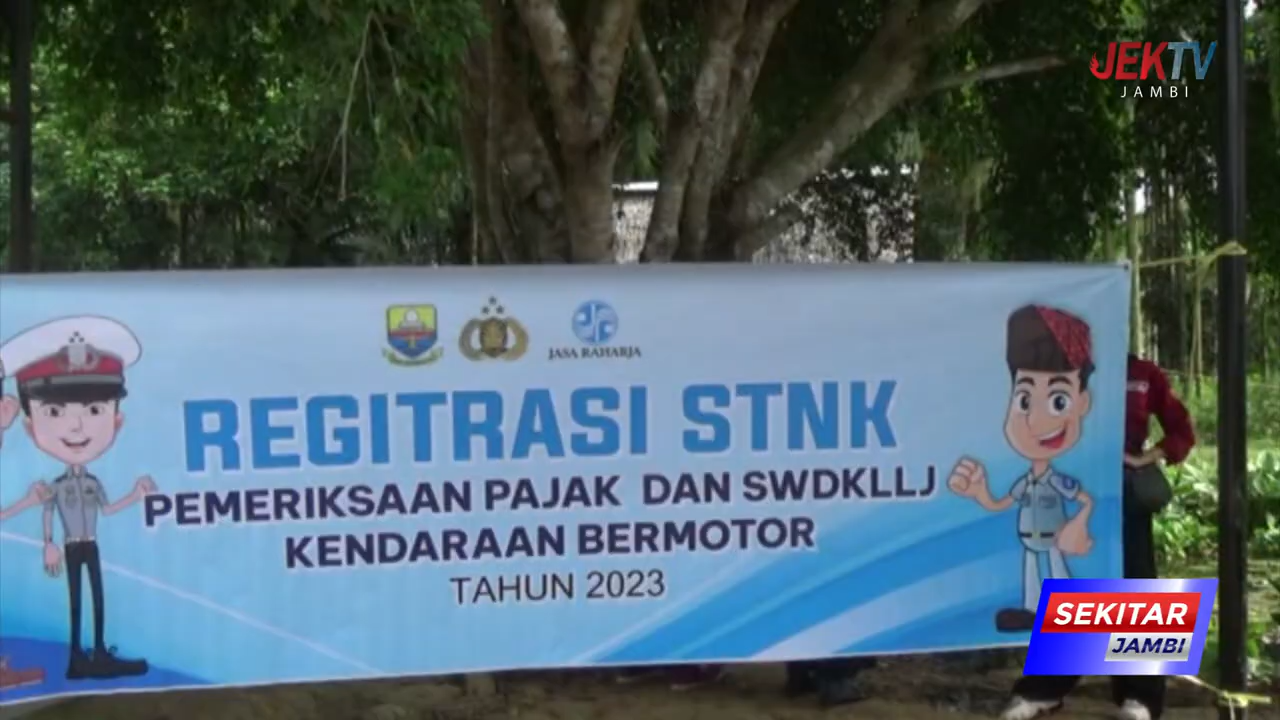 JEKTV
JAMBI
JASA RAHARJA
REGITRASI STNK
PEMERIKSAAN PAJAK DAN SWDKLLJ
KENDARAAN BERMOTOR
TAHUN 2023
SEKITAR
JAMBI